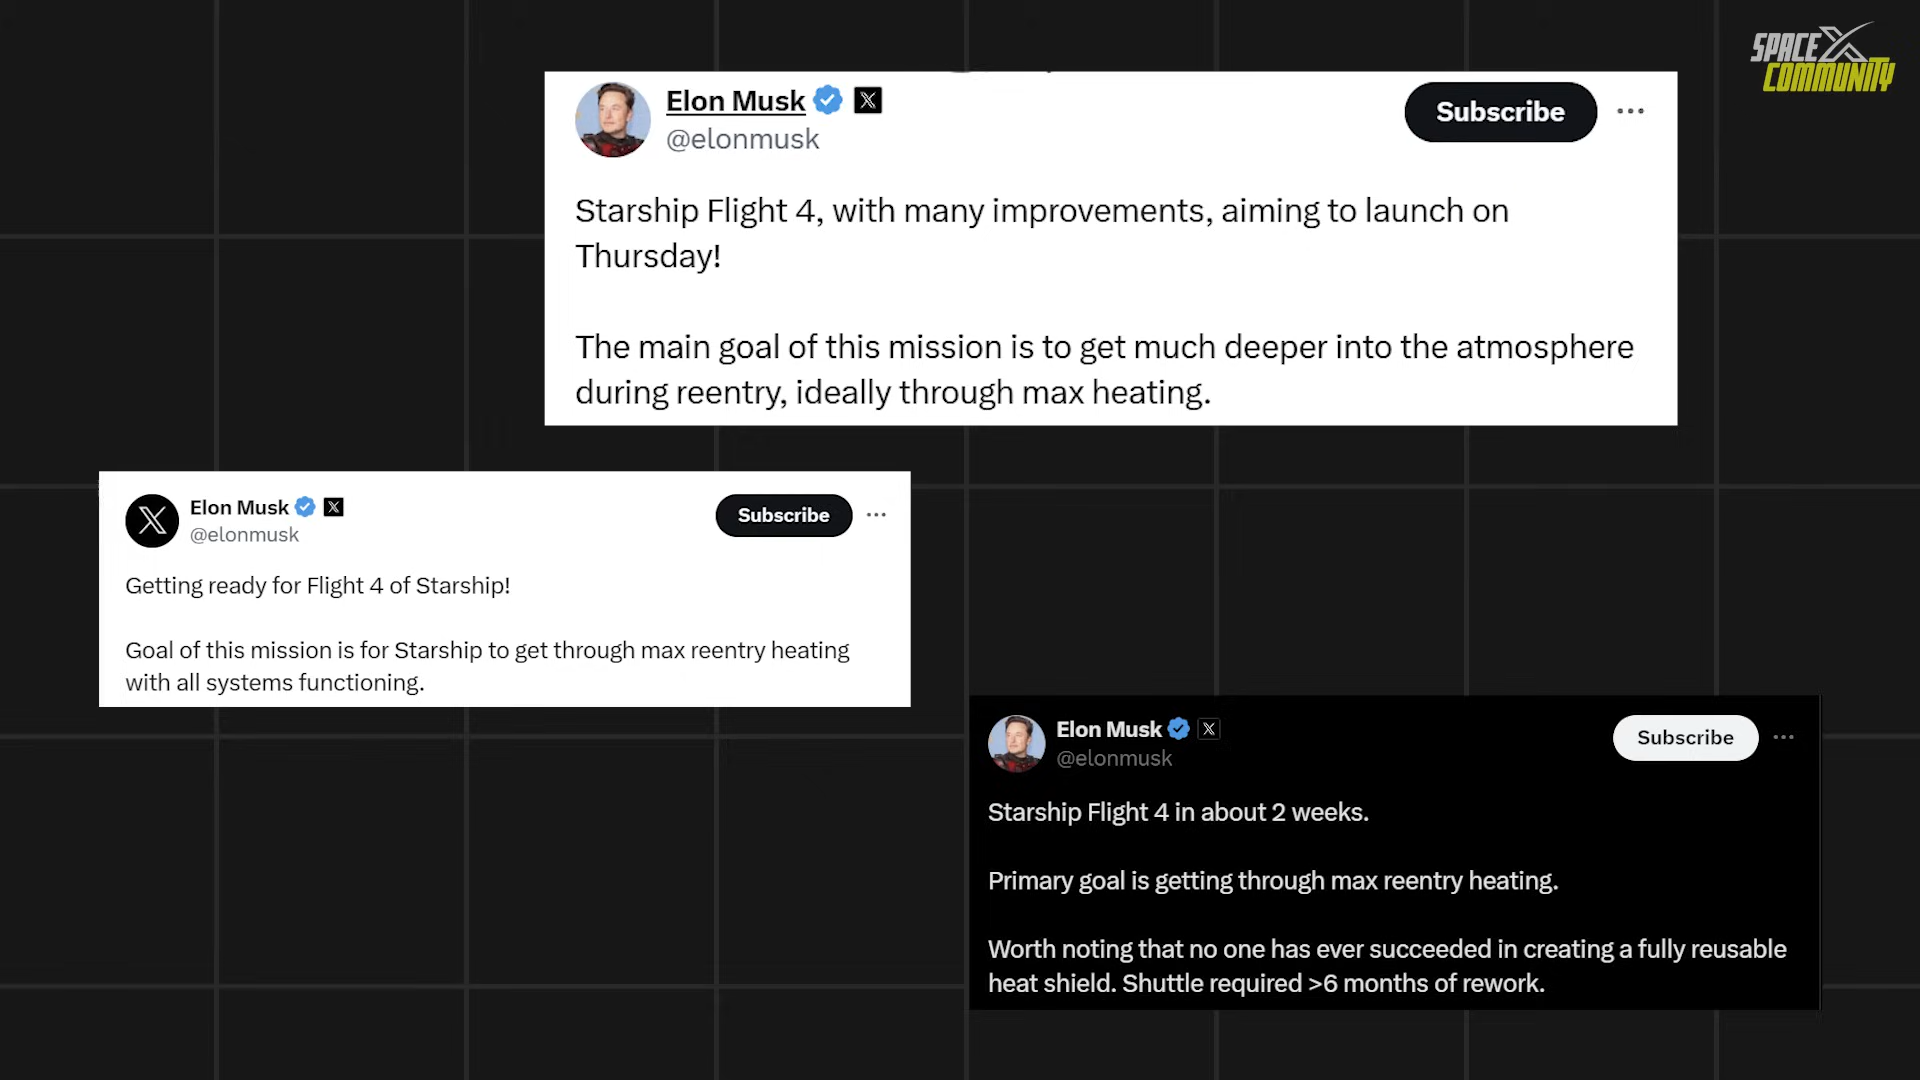 SPACEX
COMMUNITY
Elon Musk
@elonmusk
Subscribe
Starship Flight 4, with many improvements, aiming to launch on
Thursday!
The main goal of this mission is to get much deeper into the atmosphere
during reentry, ideally through max heating.
Elon Musk
@elonmusk
Subscribe
Getting ready for Flight 4 of Starship!
Goal of this mission is for Starship to get through max reentry heating
with all systems functioning.
Elon Musk
@elonmusk
Subscribe
Starship Flight 4 in about 2 weeks.
Primary goal is getting through max reentry heating.
Worth noting that no one has ever succeeded in creating a fully reusable
heat shield. Shuttle required >6 months of rework.